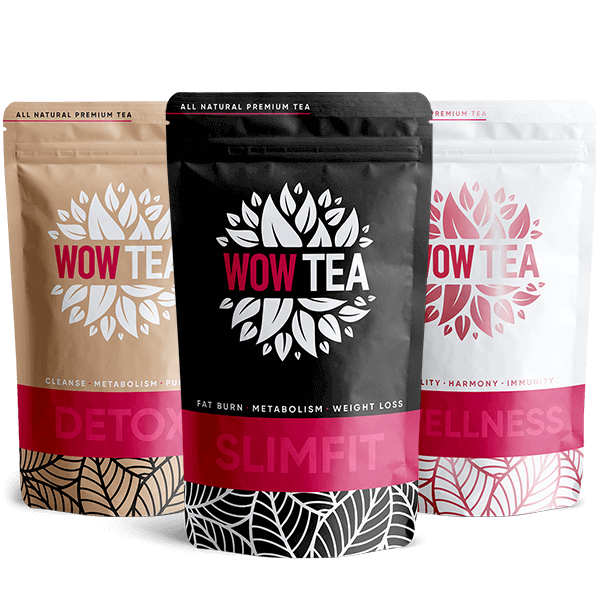 ALL NATURAL PREMIUM TEA
WOW TEA
CLEANSE · METABOLISM · PU
DETOX
ALL NATURAL PREMIUM TEA
WOW TEA
FAT BURN · METABOLISM · WEIGHT LOSS
SLIMFIT
PREMIUM TEA
WOW TEA
LITY · HARMONY · IMMUNITY
WELLNESS